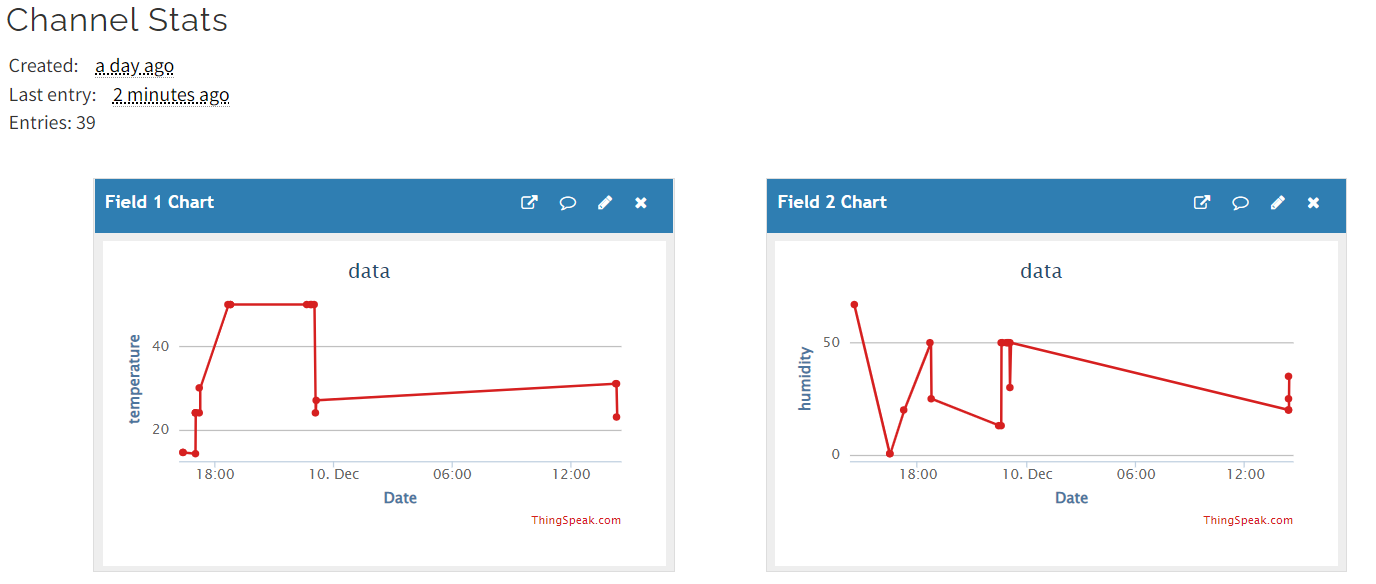 Channel Stats
Created: a day ago
Last entry: 2 minutes ago
Entries: 39
Field 1 Chart
data
temperature
40
20
18:00 10. Dec 06:00 12:00
Date
ThingSpeak.com
Field 2 Chart
data
humidity
50
0
18:00 10. Dec 06:00 12:00
Date
ThingSpeak.com